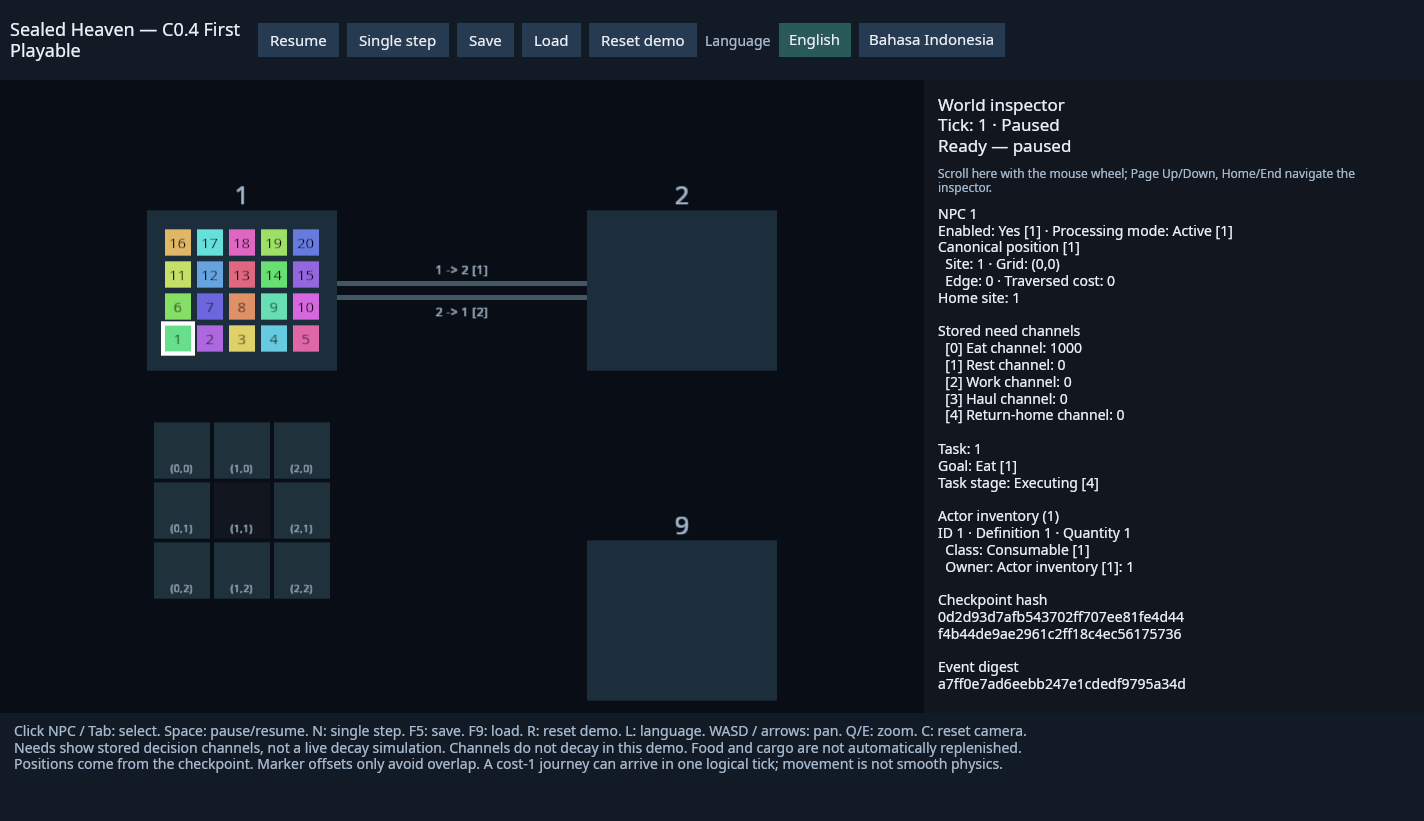 Sealed Heaven — C0.4 First
Playable
Resume
Single step
Save
Load
Reset demo
Language
English
Bahasa Indonesia
1
16 17 18 19 20
11 12 13 14 15
6 7 8 9 10
1 2 3 4 5
1 -> 2 [1]
2 -> 1 [2]
2
(0,0) (1,0) (2,0)
(0,1) (1,1) (2,1)
(0,2) (1,2) (2,2)
9
World inspector
Tick: 1 · Paused
Ready — paused
Scroll here with the mouse wheel; Page Up/Down, Home/End navigate the
inspector.
NPC 1
Enabled: Yes [1] · Processing mode: Active [1]
Canonical position [1]
Site: 1 · Grid: (0,0)
Edge: 0 · Traversed cost: 0
Home site: 1
Stored need channels
[0] Eat channel: 1000
[1] Rest channel: 0
[2] Work channel: 0
[3] Haul channel: 0
[4] Return-home channel: 0
Task: 1
Goal: Eat [1]
Task stage: Executing [4]
Actor inventory (1)
ID 1 · Definition 1 · Quantity 1
Class: Consumable [1]
Owner: Actor inventory [1]: 1
Checkpoint hash
0d2d93d7afb543702ff707ee81fe4d44
f4b44de9ae2961c2ff18c4ec56175736
Event digest
a7ff0e7ad6eebb247e1cdedf9795a34d
Click NPC / Tab: select. Space: pause/resume. N: single step. F5: save. F9: load. R: reset demo. L: language. WASD / arrows: pan. Q/E: zoom. C: reset camera.
Needs show stored decision channels, not a live decay simulation. Channels do not decay in this demo. Food and cargo are not automatically replenished.
Positions come from the checkpoint. Marker offsets only avoid overlap. A cost-1 journey can arrive in one logical tick; movement is not smooth physics.